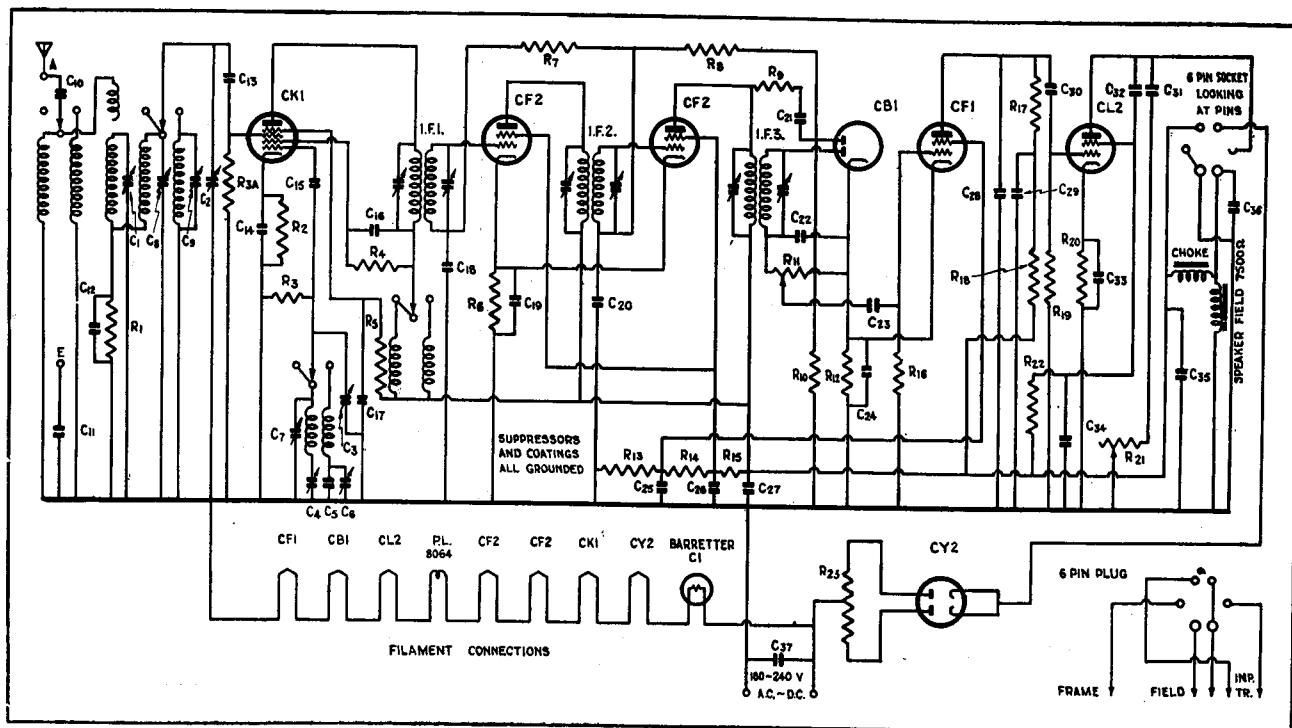 A
C10
C13
CK1
R7
R8
R9
CF2
CF2
C21
CB1
CF1
R17
C30
CL2
C32
C31
6 PIN SOCKET
LOOKING
AT PINS
I.F.1.
I.F.2.
I.F.3.
C1
C8
C9
C2
R3A
C15
C14
R2
C16
R4
C18
R6
C19
C20
C22
R11
C23
C28
C29
R18
R19
R20
C33
C36
CHOKE
SPEAKER FIELD 7500Ω
C12
R1
R3
R5
E
C11
C7
C3
C17
C4
C5
C6
SUPPRESSORS
AND COATINGS
ALL GROUNDED
R10
R12
C24
R16
R22
C34
R21
C35
R13
R14
R15
C25
C26
C27
CF1
CB1
CL2
P.L.
8064
CF2
CF2
CK1
CY2
BARRETTER
C1
R23
CY2
6 PIN PLUG
FILAMENT CONNECTIONS
C37
180-240 V
A.C.~D.C.
FRAME
FIELD
INP.
TR.